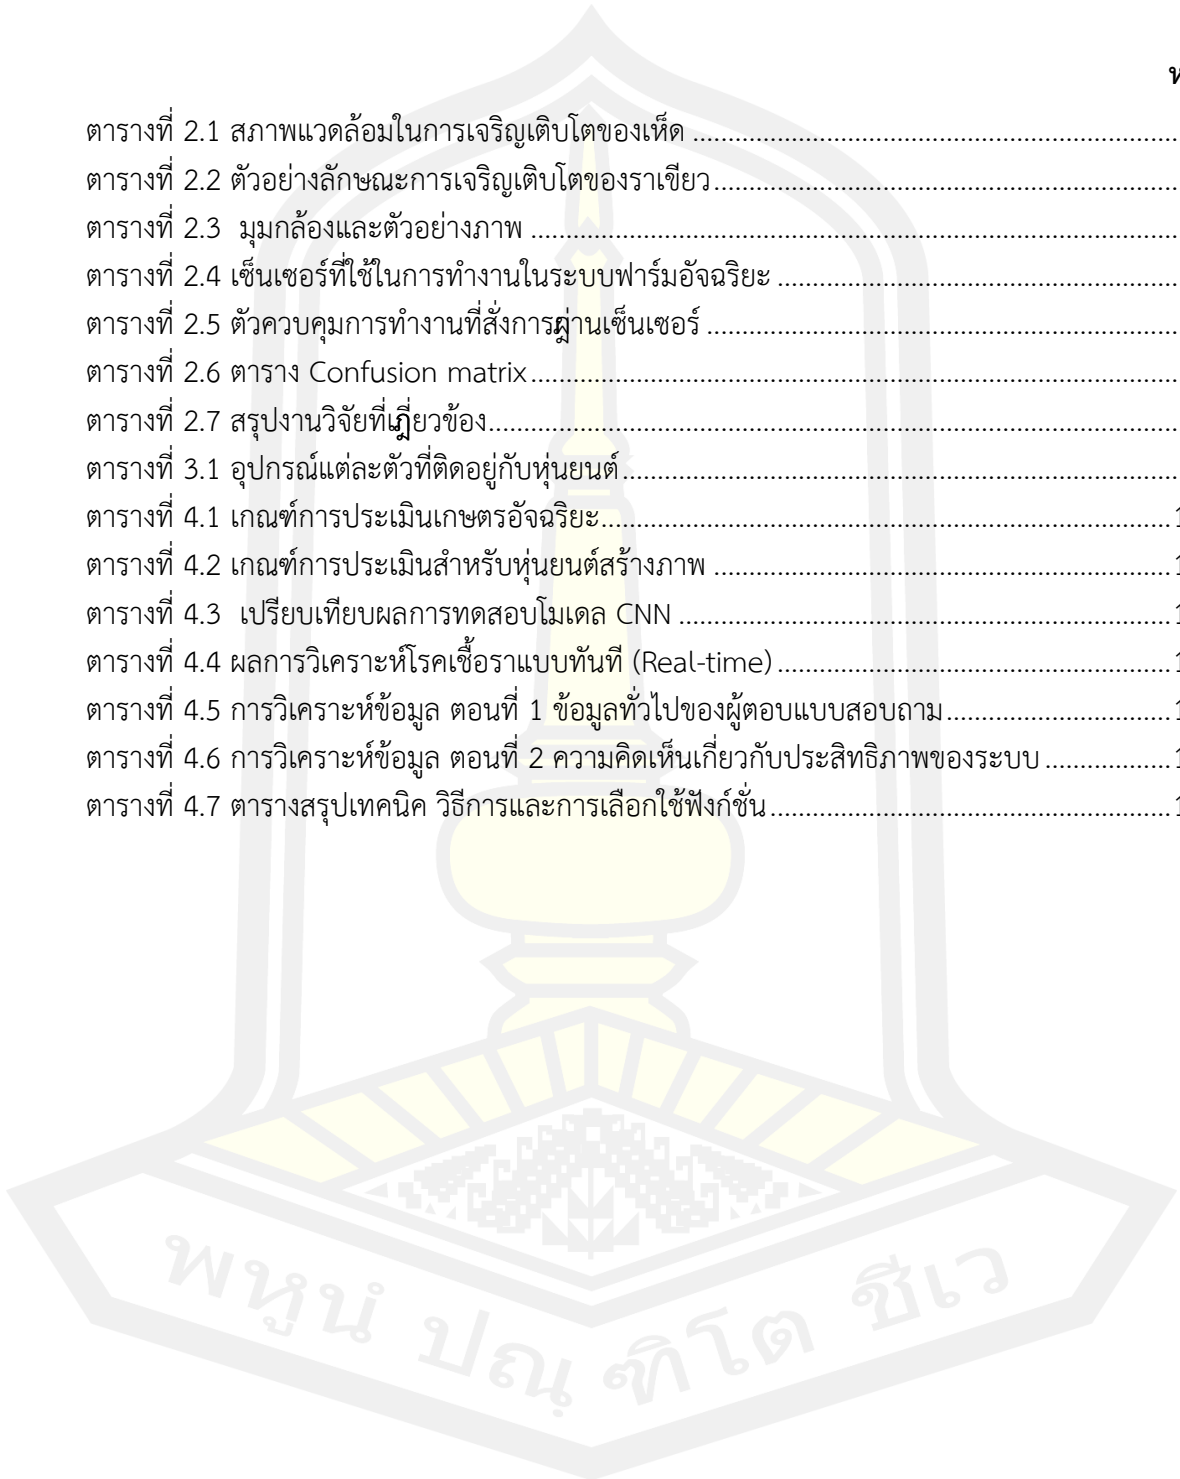 ห
ตารางที่ 2.1 สภาพแวดล้อมในการเจริญเติบโตของเห็ด ....................................................................
ตารางที่ 2.2 ตัวอย่างลักษณะการเจริญเติบโตของราเขียว..................................................................
ตารางที่ 2.3  มุมกล้องและตัวอย่างภาพ ...........................................................................................
ตารางที่ 2.4 เซ็นเซอร์ที่ใช้ในการทำงานในระบบฟาร์มอัจฉริยะ ........................................................
ตารางที่ 2.5 ตัวควบคุมการทำงานที่สั่งการผ่านเซ็นเซอร์ ..................................................................
ตารางที่ 2.6 ตาราง Confusion matrix...........................................................................................
ตารางที่ 2.7 สรุปงานวิจัยที่เกี่ยวข้อง.................................................................................................
ตารางที่ 3.1 อุปกรณ์แต่ละตัวที่ติดอยู่กับหุ่นยนต์..............................................................................
ตารางที่ 4.1 เกณฑ์การประเมินเกษตรอัจฉริยะ................................................................................1
ตารางที่ 4.2 เกณฑ์การประเมินสำหรับหุ่นยนต์สร้างภาพ ................................................................1
ตารางที่ 4.3  เปรียบเทียบผลการทดสอบโมเดล CNN .....................................................................1
ตารางที่ 4.4 ผลการวิเคราะห์โรคเชื้อราแบบทันที (Real-time) .......................................................1
ตารางที่ 4.5 การวิเคราะห์ข้อมูล ตอนที่ 1 ข้อมูลทั่วไปของผู้ตอบแบบสอบถาม................................1
ตารางที่ 4.6 การวิเคราะห์ข้อมูล ตอนที่ 2 ความคิดเห็นเกี่ยวกับประสิทธิภาพของระบบ ..................1
ตารางที่ 4.7 ตารางสรุปเทคนิค วิธีการและการเลือกใช้ฟังก์ชั่น.........................................................1
พหูนํ ปณฺฑิโต ชีเว